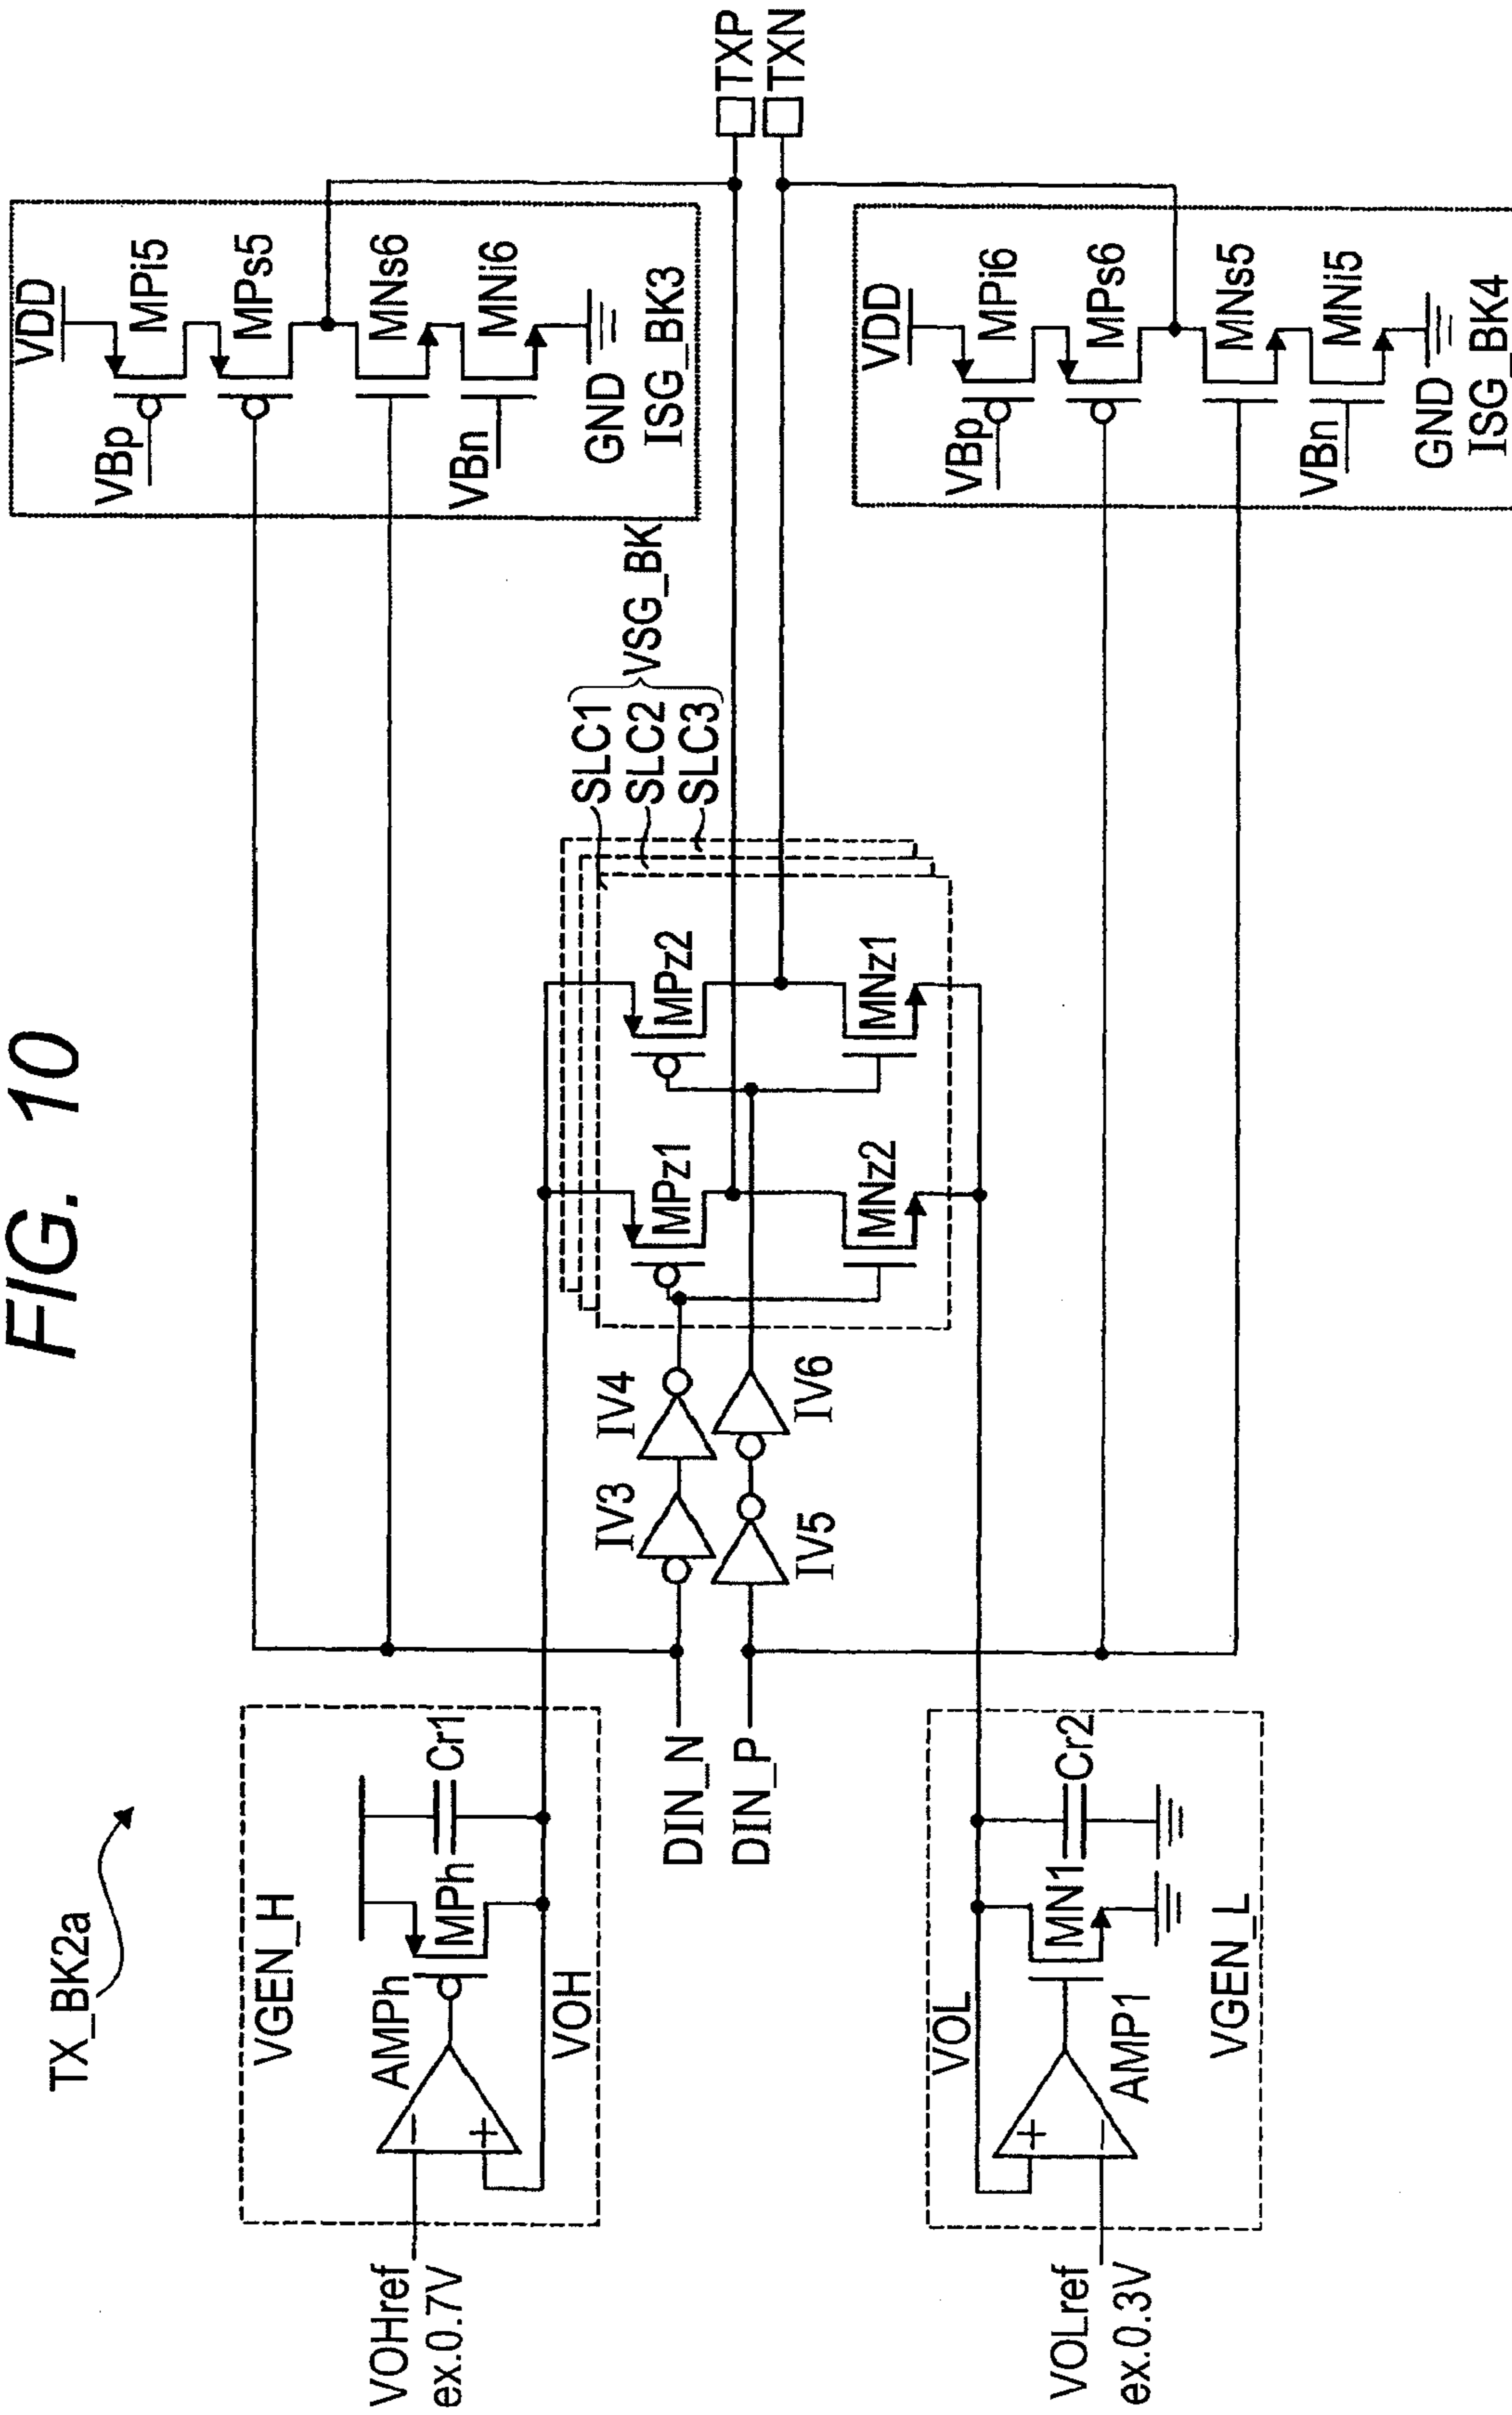 FIG. 10
TX_BK2a
VGEN_H
AMPh
MPh
Cr1
VOH
VOHref
ex.0.7V
DIN_N
DIN_P
IV3
IV4
IV5
IV6
VOL
MN1
Cr2
AMP1
VGEN_L
VOLref
ex.0.3V
MPz1
MPz2
MNz2
MNz1
SLC1
SLC2
SLC3
VSG_BK
VDD
MPi5
VBp
MPs5
MNs6
MNi6
VBn
GND
ISG_BK3
TXP
TXN
VDD
MPi6
VBp
MPs6
MNs5
MNi5
VBn
GND
ISG_BK4